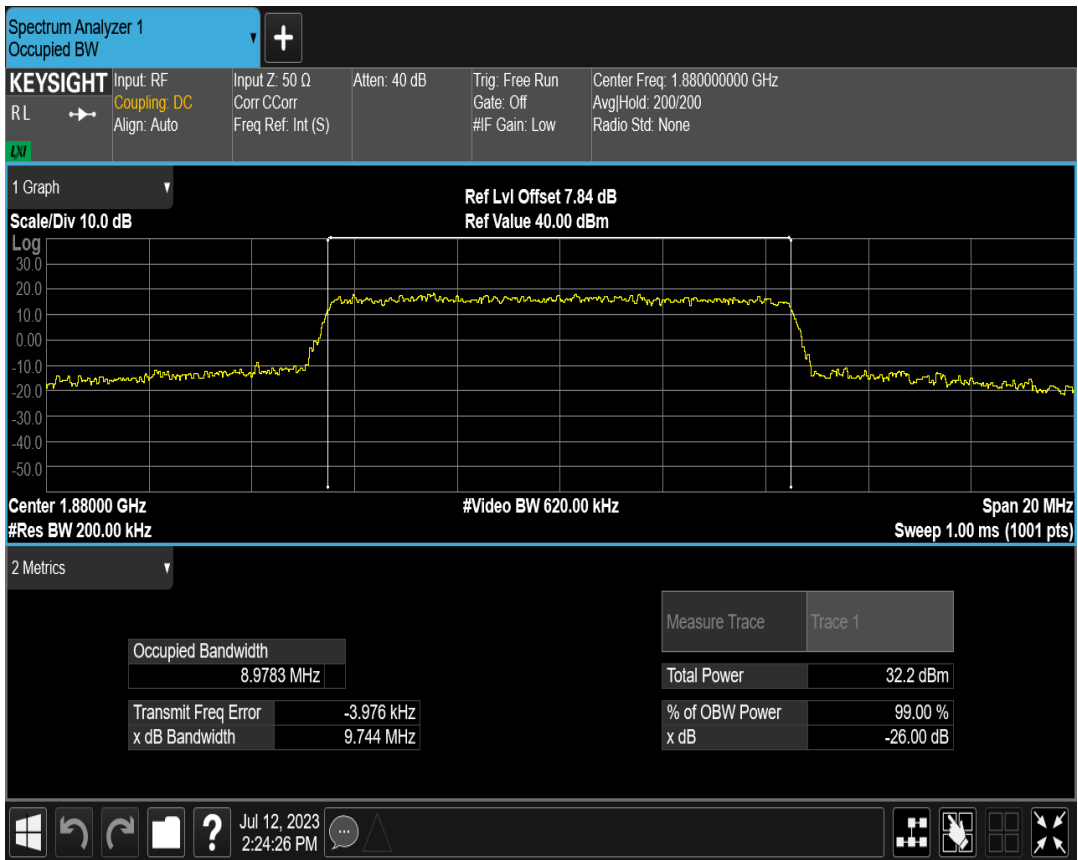 Spectrum Analyzer 1
Occupied BW
+
KEYSIGHT
R L
LXI
Input: RF
Coupling: DC
Align: Auto
Input Z: 50 Ω
Corr CCorr
Freq Ref: Int (S)
Atten: 40 dB
Trig: Free Run
Gate: Off
#IF Gain: Low
Center Freq: 1.880000000 GHz
Avg|Hold: 200/200
Radio Std: None
1 Graph
Scale/Div 10.0 dB
Ref Lvl Offset 7.84 dB
Ref Value 40.00 dBm
Log
30.0
20.0
10.0
0.00
-10.0
-20.0
-30.0
-40.0
-50.0
Center 1.88000 GHz
#Video BW 620.00 kHz
Span 20 MHz
#Res BW 200.00 kHz
Sweep 1.00 ms (1001 pts)
2 Metrics
Measure Trace Trace 1
Occupied Bandwidth
8.9783 MHz
Total Power 32.2 dBm
Transmit Freq Error -3.976 kHz
% of OBW Power 99.00 %
x dB Bandwidth 9.744 MHz
x dB -26.00 dB
?
Jul 12, 2023
2:24:26 PM